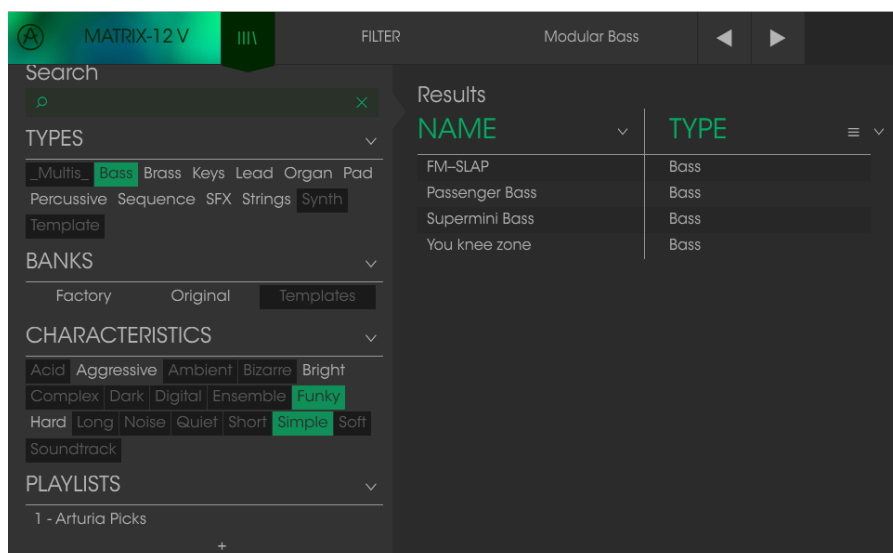 MATRIX-12 V FILTER Modular Bass
Search
TYPES
_Multis_ Bass Brass Keys Lead Organ Pad
Percussive Sequence SFX Strings Synth
Template
BANKS
Factory Original Templates
CHARACTERISTICS
Acid Aggressive Ambient Bizarre Bright
Complex Dark Digital Ensemble Funky
Hard Long Noise Quiet Short Simple Soft
Soundtrack
PLAYLISTS
1 - Arturia Picks
+
Results
NAME TYPE
FM–SLAP Bass
Passenger Bass Bass
Supermini Bass Bass
You knee zone Bass